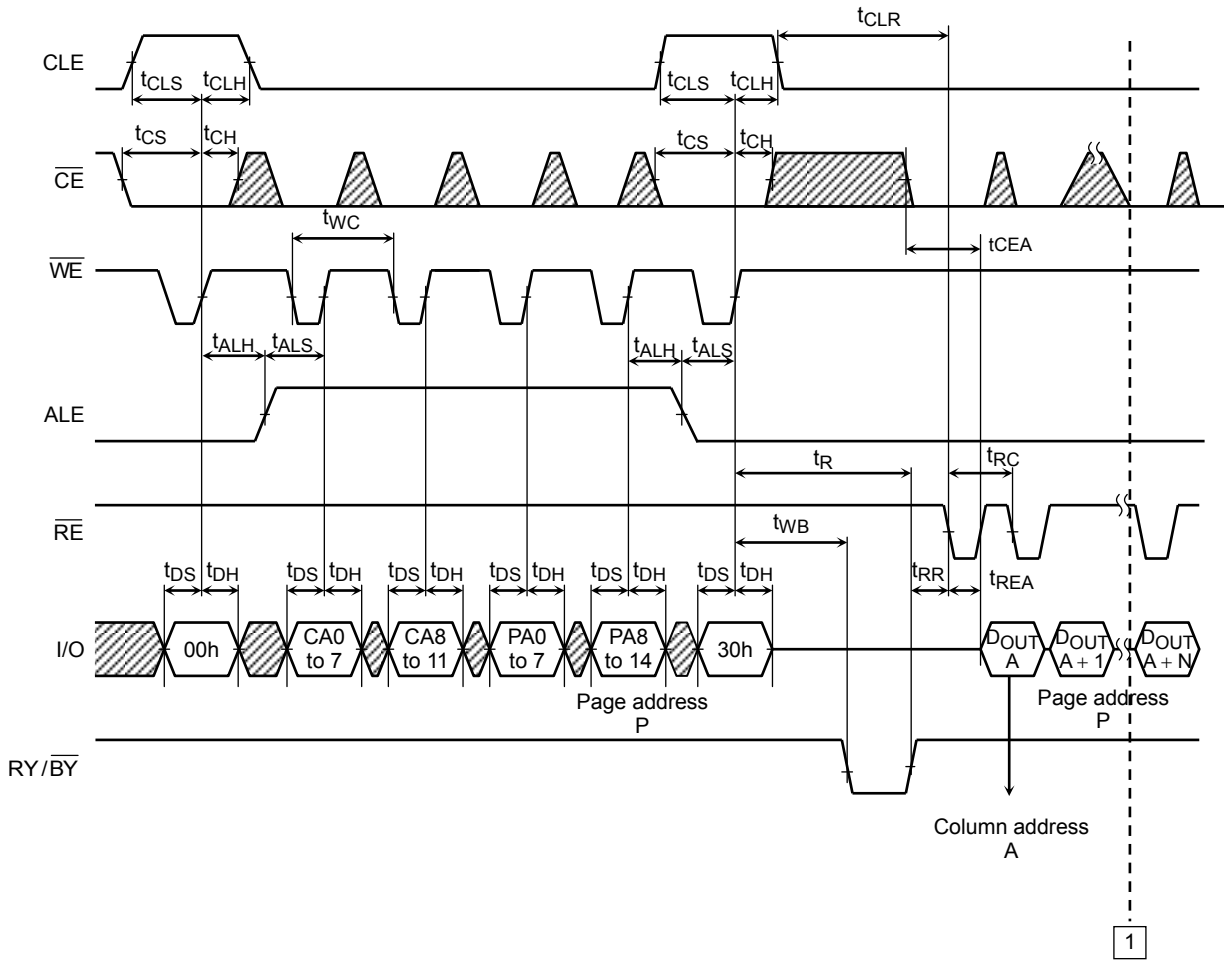 tCLR
CLE
tCLS tCLH tCLS tCLH
tCS tCH tCS tCH
CE
tWC
tCEA
WE
tALH tALS tALH tALS
ALE
tR tRC
RE
tWB
tDS tDH tDS tDH tDS tDH tDS tDH tDS tDH tDS tDH tRR tREA
I/O
00h
CA0
to 7
CA8
to 11
PA0
to 7
PA8
to 14
30h
DOUT
A
DOUT
A + 1
DOUT
A + N
Page address
P
Page address
P
RY/BY
Column address
A
1